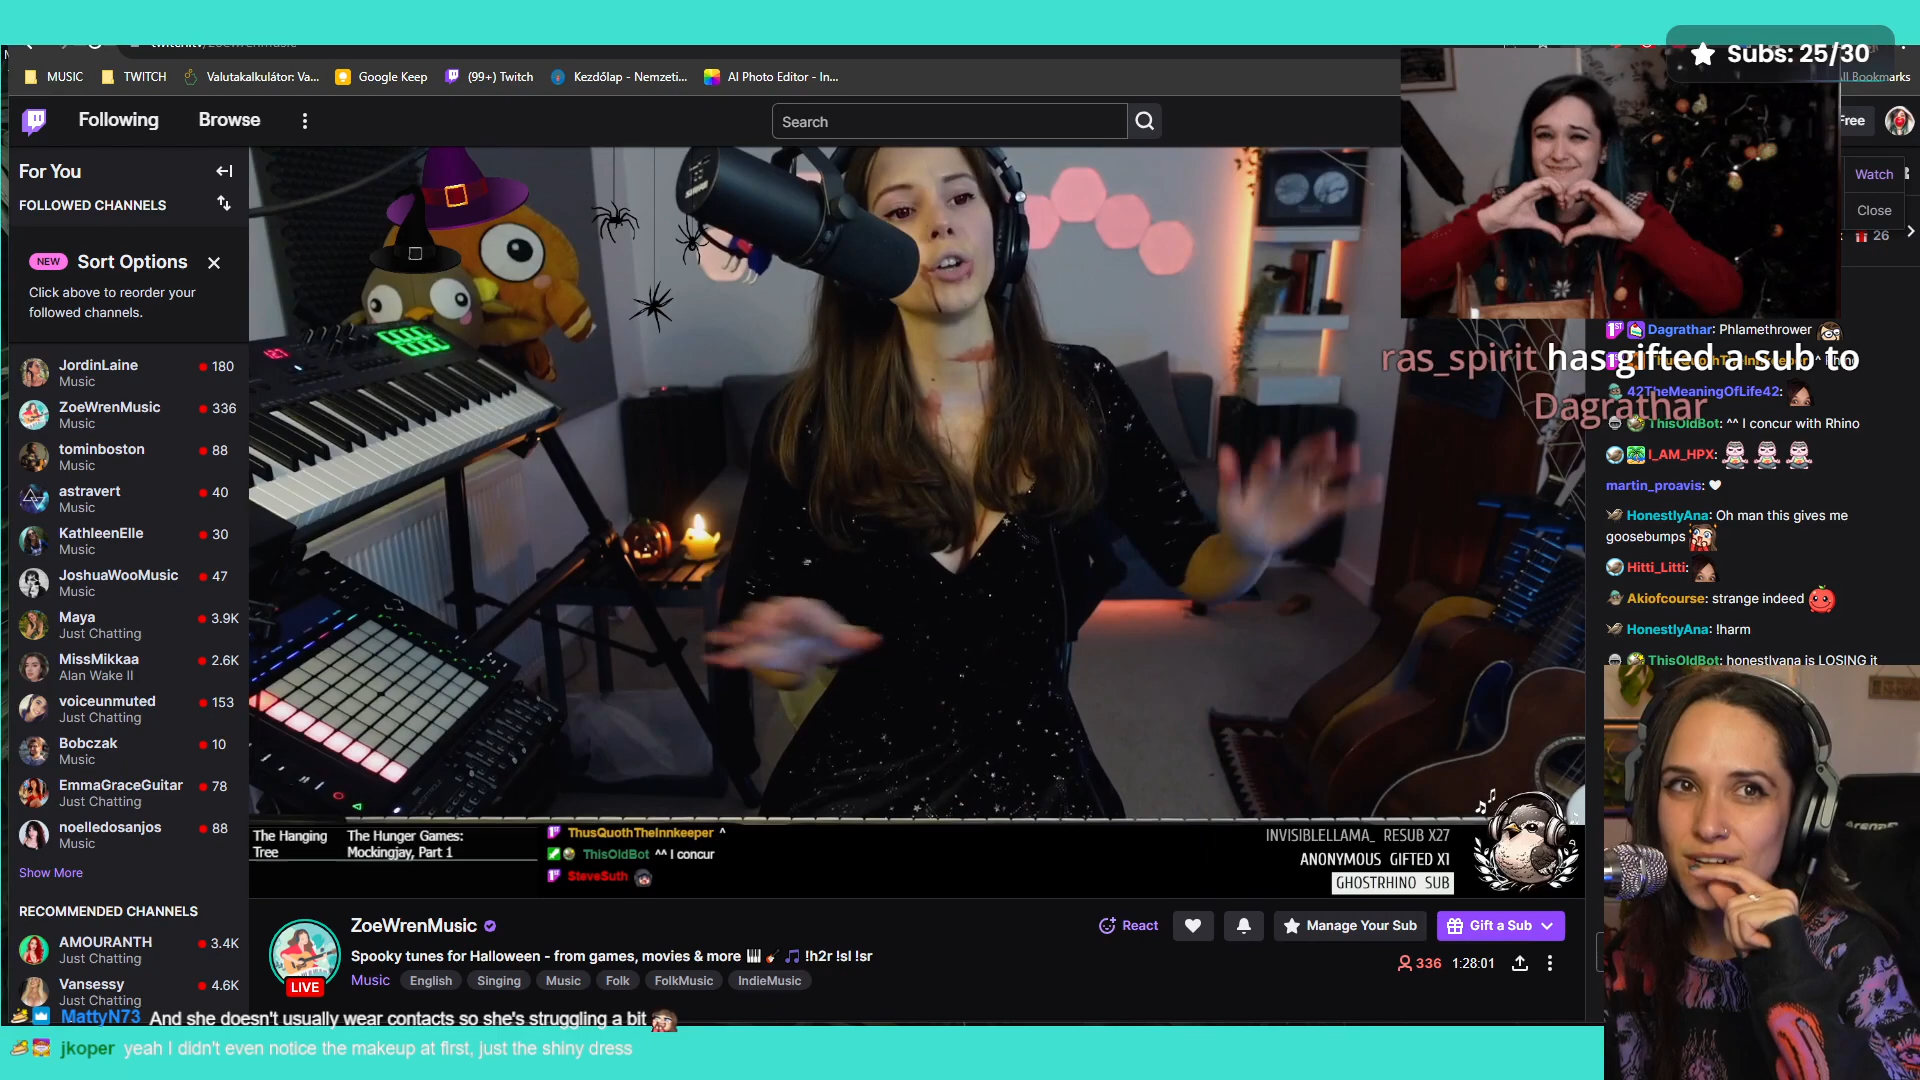 Subs: 25/30
MUSIC
TWITCH
Valutakalkulátor: Va...
Google Keep
(99+) Twitch
Kezdőlap - Nemzeti...
AI Photo Editor - In...
All Bookmarks
Following
Browse
Search
Free
For You
FOLLOWED CHANNELS
NEW
Sort Options
Click above to reorder your
followed channels.
JordinLaine
180
Music
ZoeWrenMusic
336
Music
tominboston
88
Music
astravert
40
Music
KathleenElle
30
Music
JoshuaWooMusic
47
Music
Maya
3.9K
Just Chatting
MissMikkaa
2.6K
Alan Wake II
voiceunmuted
153
Just Chatting
Bobczak
10
Music
EmmaGraceGuitar
78
Just Chatting
noelledosanjos
88
Music
Show More
RECOMMENDED CHANNELS
AMOURANTH
3.4K
Just Chatting
Vansessy
4.6K
Just Chatting
MattyN73 And she doesn't usually wear contacts so she's struggling a bit
jkoper yeah I didn't even notice the makeup at first, just the shiny dress
Watch
Close
26
Dagrathar: Phlamethrower
ras_spirit has gifted a sub to
Dagrathar
42TheMeaningOfLife42:
ThisOldBot: ^^ I concur with Rhino
I_AM_HPX:
martin_proavis:
HonestlyAna: Oh man this gives me
goosebumps
Hitti_Litti:
Akiofcourse: strange indeed
HonestlyAna: !harm
ThisOldBot: honestlyana is LOSING it
The Hanging
Tree
The Hunger Games:
Mockingjay, Part 1
ThusQuothTheInnkeeper ^
ThisOldBot ^^ I concur
SteveSuth
INVISIBLELLAMA_ RESUB X27
ANONYMOUS GIFTED X1
GHOSTRHINO SUB
ZoeWrenMusic
React
Manage Your Sub
Gift a Sub
Spooky tunes for Halloween - from games, movies & more !h2r !sl !sr
336
1:28:01
Music
English
Singing
Music
Folk
FolkMusic
IndieMusic
LIVE